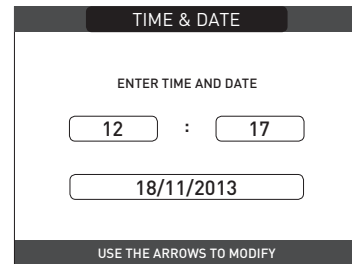 TIME & DATE
ENTER TIME AND DATE
12 : 17
18/11/2013
USE THE ARROWS TO MODIFY